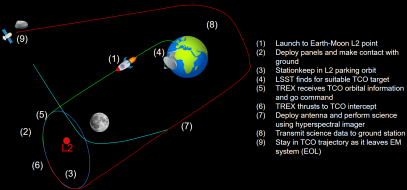 (8)
(9)
(1)
(4)
(5)
(2)
L2
(7)
(6)
(3)
(1) Launch to Earth-Moon L2 point
(2) Deploy panels and make contact with
ground
(3) Stationkeep in L2 parking orbit
(4) LSST finds for suitable TCO target
(5) TREX receives TCO orbital information
and go command
(6) TREX thrusts to TCO intercept
(7) Deploy antenna and perform science
using hyperspectral imager
(8) Transmit science data to ground station
(9) Stay in TCO trajectory as it leaves EM
system (EOL)